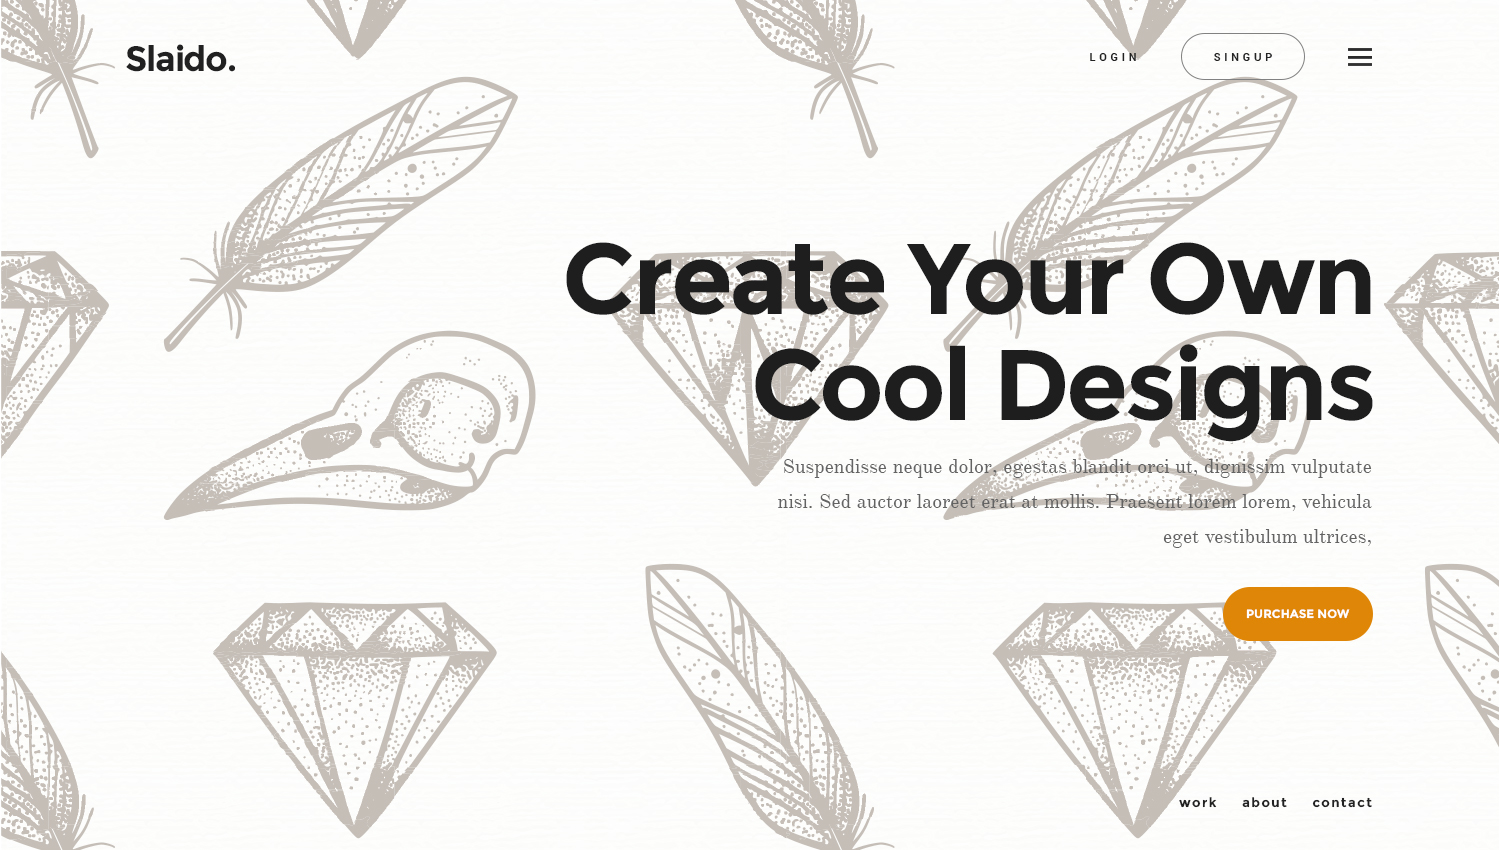 Slaido.
LOGIN
SINGUP
Create Your Own
Cool Designs
Suspendisse neque dolor, egestas blandit orci ut, dignissim vulputate
nisi. Sed auctor laoreet erat at mollis. Praesent lorem lorem, vehicula
eget vestibulum ultrices,
PURCHASE NOW
work about contact